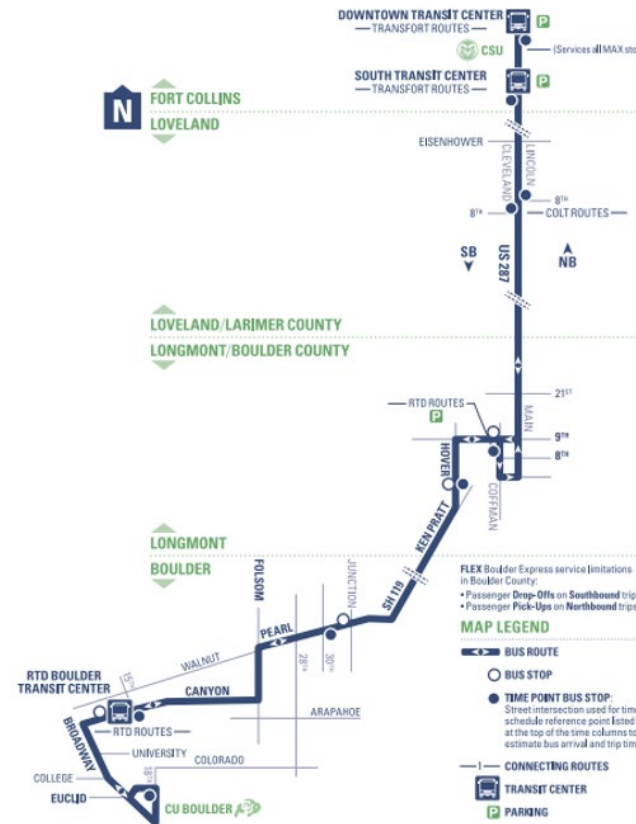 DOWNTOWN TRANSIT CENTER
P
— TRANSFORT ROUTES —
CSU
(Services all MAX
SOUTH TRANSIT CENTER
P
— TRANSFORT ROUTES —
N
FORT COLLINS
LOVELAND
EISENHOWER
CLEVELAND
LINCOLN
8TH
8TH
COLT ROUTES
SB
US 287
NB
LOVELAND/LARIMER COUNTY
LONGMONT/BOULDER COUNTY
21ST
MAIN
RTD ROUTES
P
9TH
8TH
HOVER
COFFMAN
KEN PRATT
LONGMONT
BOULDER
SH 119
FOLSOM
JUNCTION
PEARL
28TH
30TH
WALNUT
RTD BOULDER
TRANSIT CENTER
15TH
CANYON
RTD ROUTES
ARAPAHOE
BROADWAY
UNIVERSITY
COLORADO
COLLEGE
18TH
EUCLID
CU BOULDER
FLEX Boulder Express service limitations
in Boulder County:
• Passenger Drop-Offs on Southbound
• Passenger Pick-Ups on Northbound
MAP LEGEND
BUS ROUTE
BUS STOP
TIME POINT BUS STOP:
Street intersection used for
schedule reference point listed
at the top of the time columns to
estimate bus arrival and trip
—1— CONNECTING ROUTES
TRANSIT CENTER
P PARKING